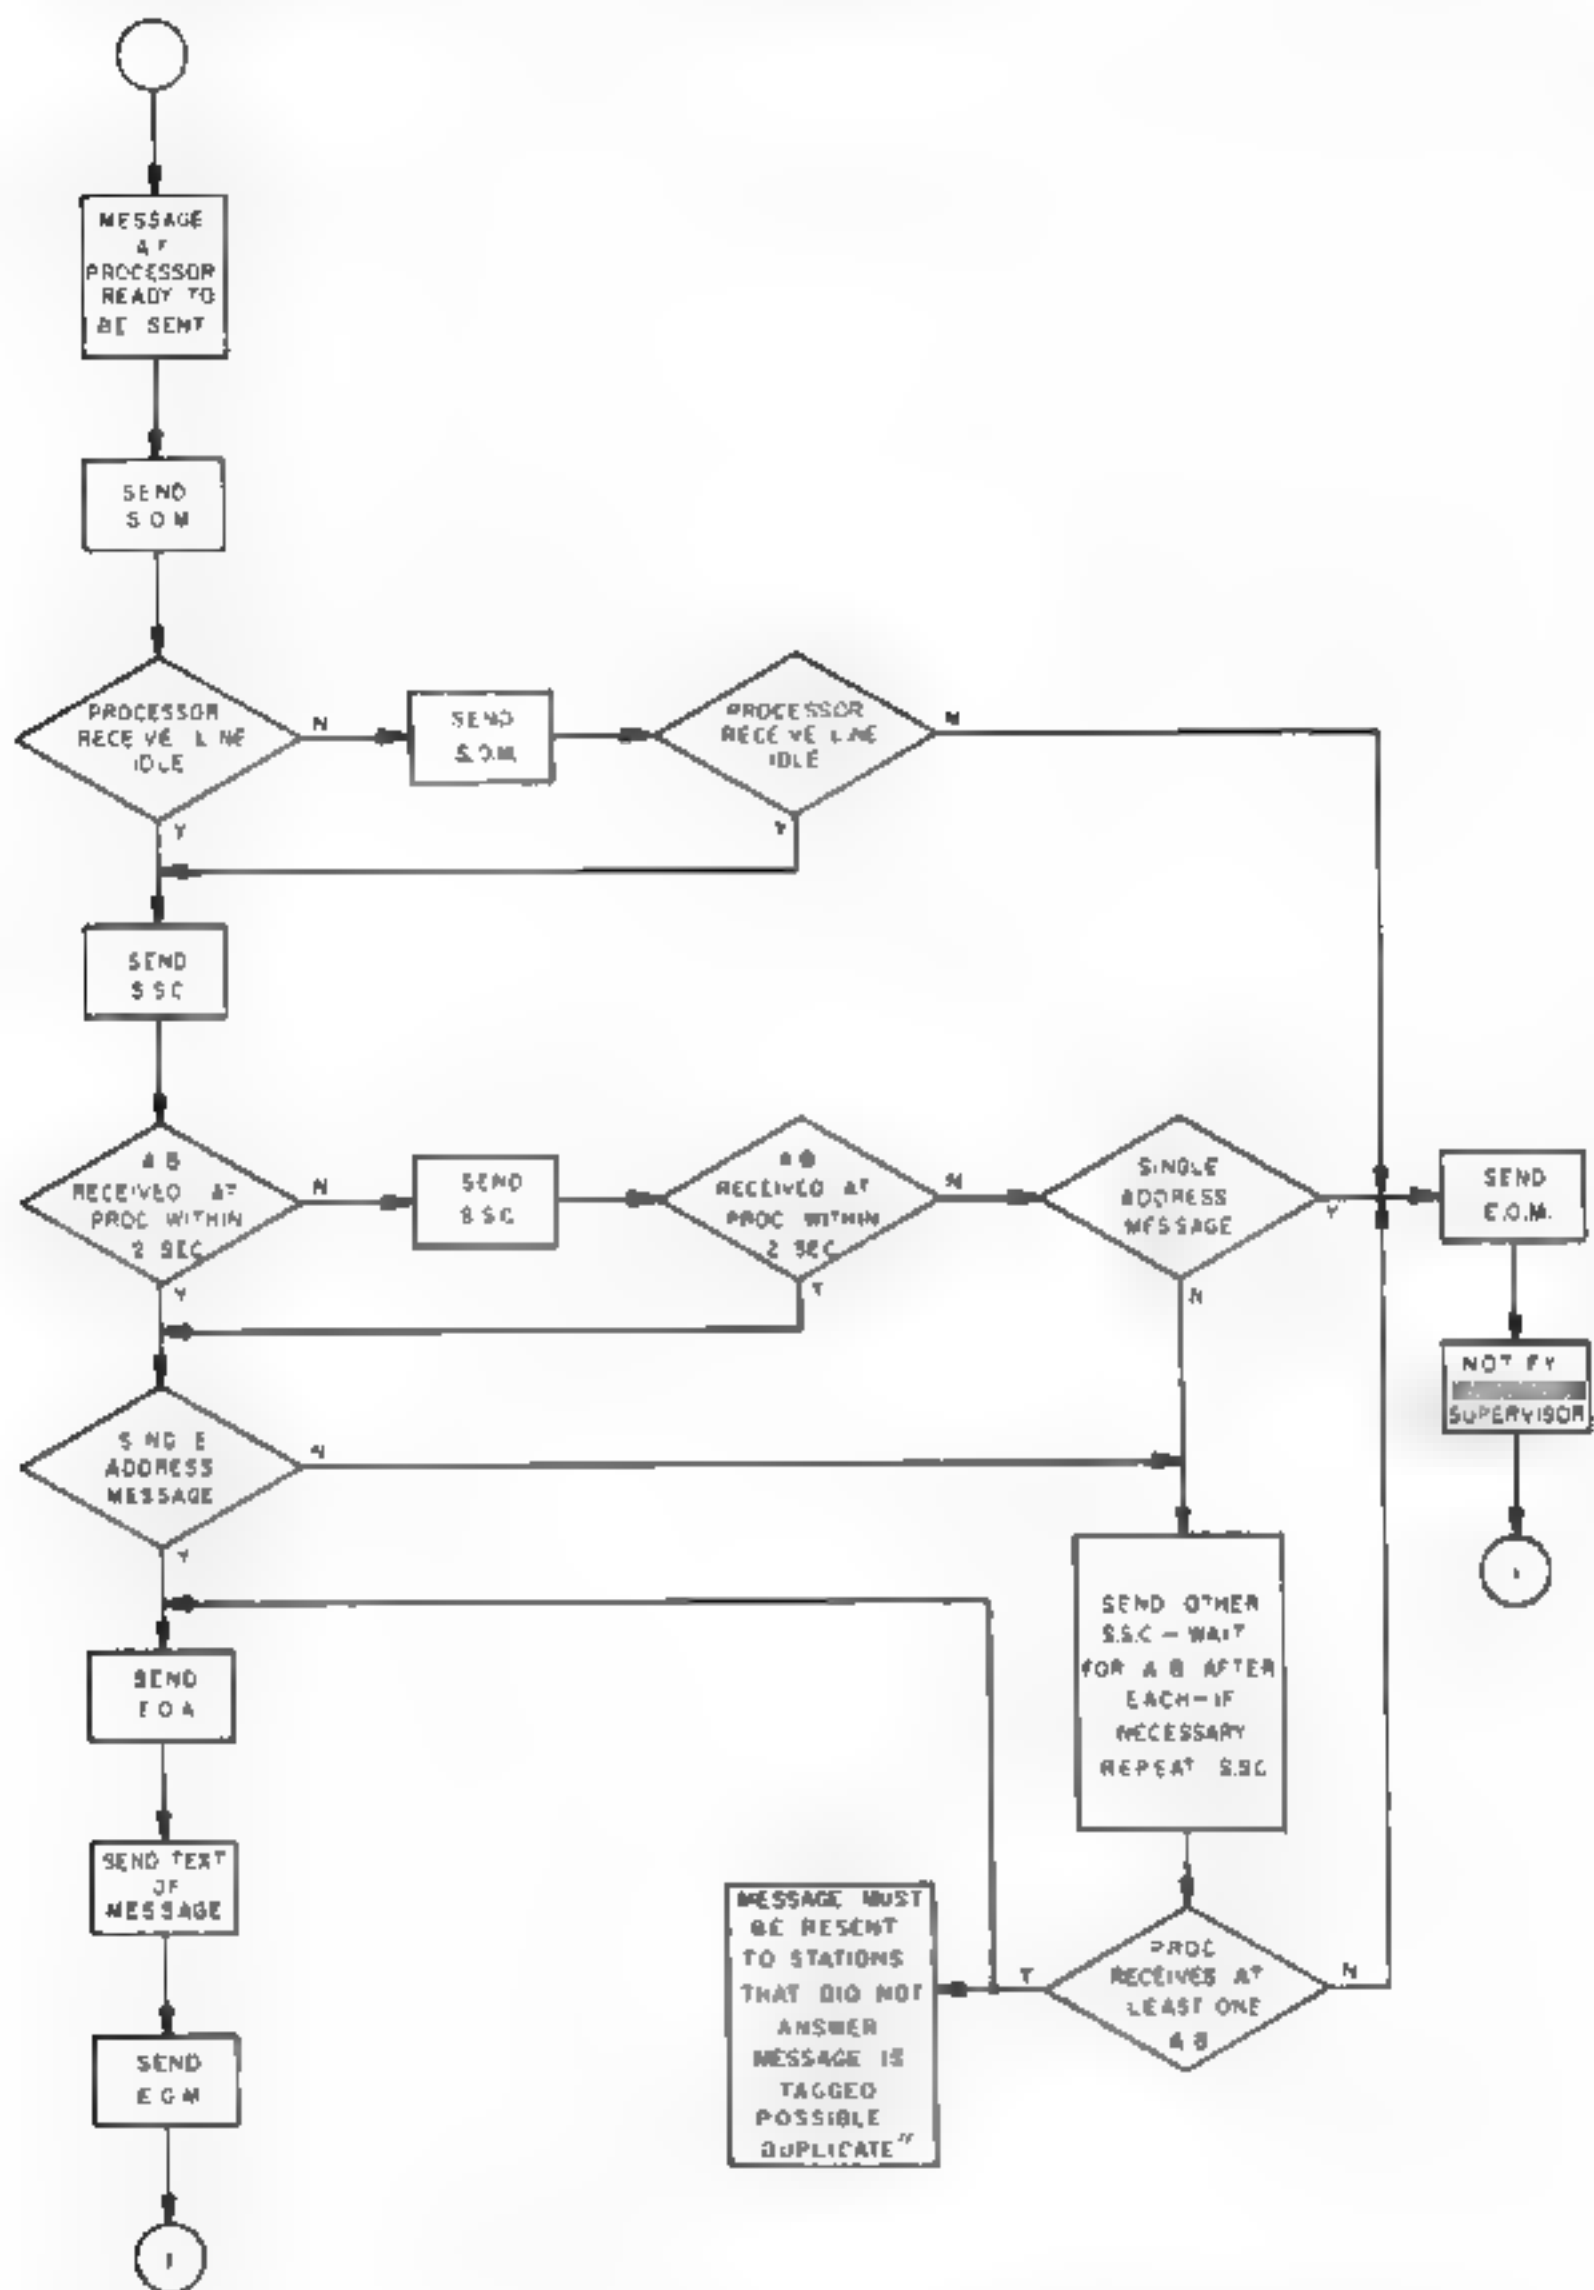 MESSAGE
AT
PROCESSOR
READY TO
BE SENT
SEND
S O M
PROCESSOR
RECEIVE LINE
IDLE
N
SEND
S.O.M.
PROCESSOR
RECEIVE LINE
IDLE
N
Y
Y
SEND
S S C
A B
RECEIVED AT
PROC WITHIN
2 SEC
N
SEND
S S C
A B
RECEIVED AT
PROC WITHIN
2 SEC
N
SINGLE
ADDRESS
MESSAGE
Y
SEND
E.O.M.
Y
Y
N
NOTIFY
SUPERVISOR
SINGLE
ADDRESS
MESSAGE
N
Y
SEND OTHER
S.S.C - WAIT
FOR A B AFTER
EACH - IF
NECESSARY
REPEAT S.S.C
SEND
E O A
SEND TEXT
OF
MESSAGE
MESSAGE MUST
BE RESENT
TO STATIONS
THAT DID NOT
ANSWER
MESSAGE IS
TAGGED
POSSIBLE
DUPLICATE"
Y
PROC
RECEIVES AT
LEAST ONE
A B
N
SEND
E O M